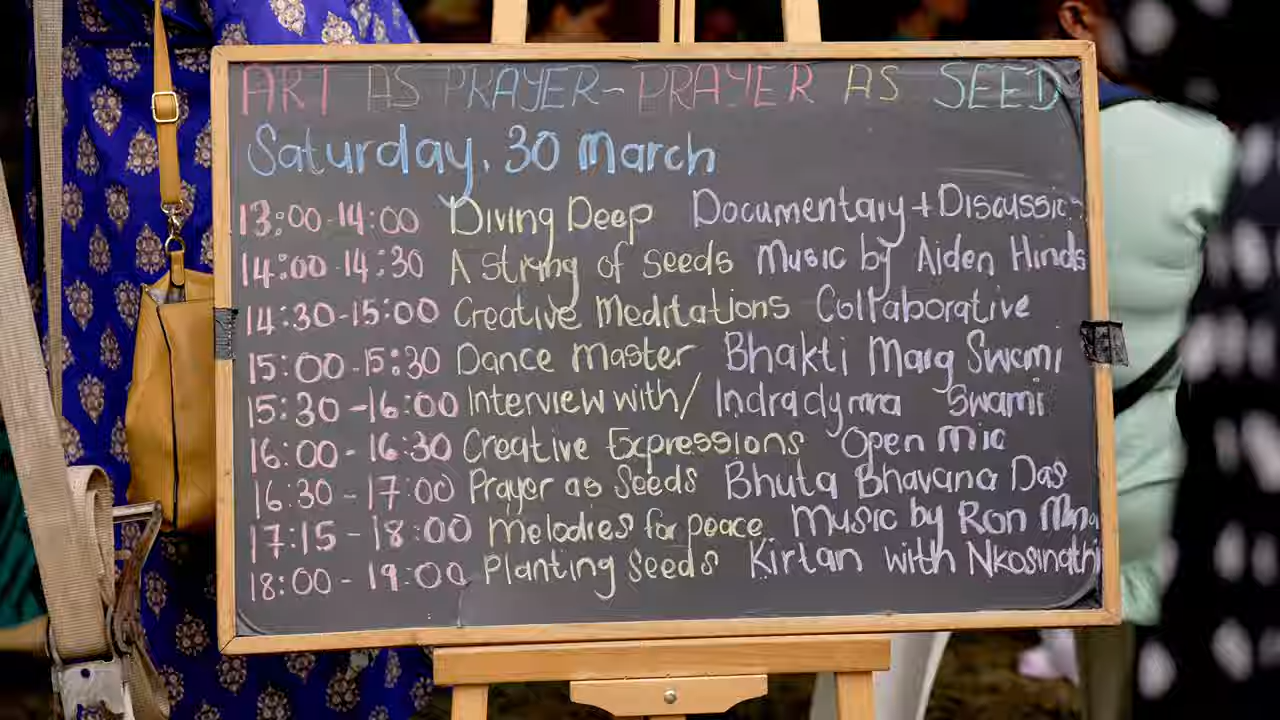 ART AS PRAYER~PRAYER AS SEED
Saturday, 30 March
13:00-14:00 Diving Deep Documentary + Discussio
14:00-14:30 A string of seeds Music by Aiden Hinds
14:30-15:00 Creative Meditations Collaborative
15:00-15:30 Dance Master Bhakti Marg Swami
15:30-16:00 Interview with/ Indradymna Swami
16:00-16:30 Creative Expressions Open Mic
16:30-17:00 Prayer as Seeds Bhuta Bhavana Das
17:15-18:00 Melodies for peace. Music by Ron
18:00-19:00 Planting Seeds Kirtan with Nkosinathi